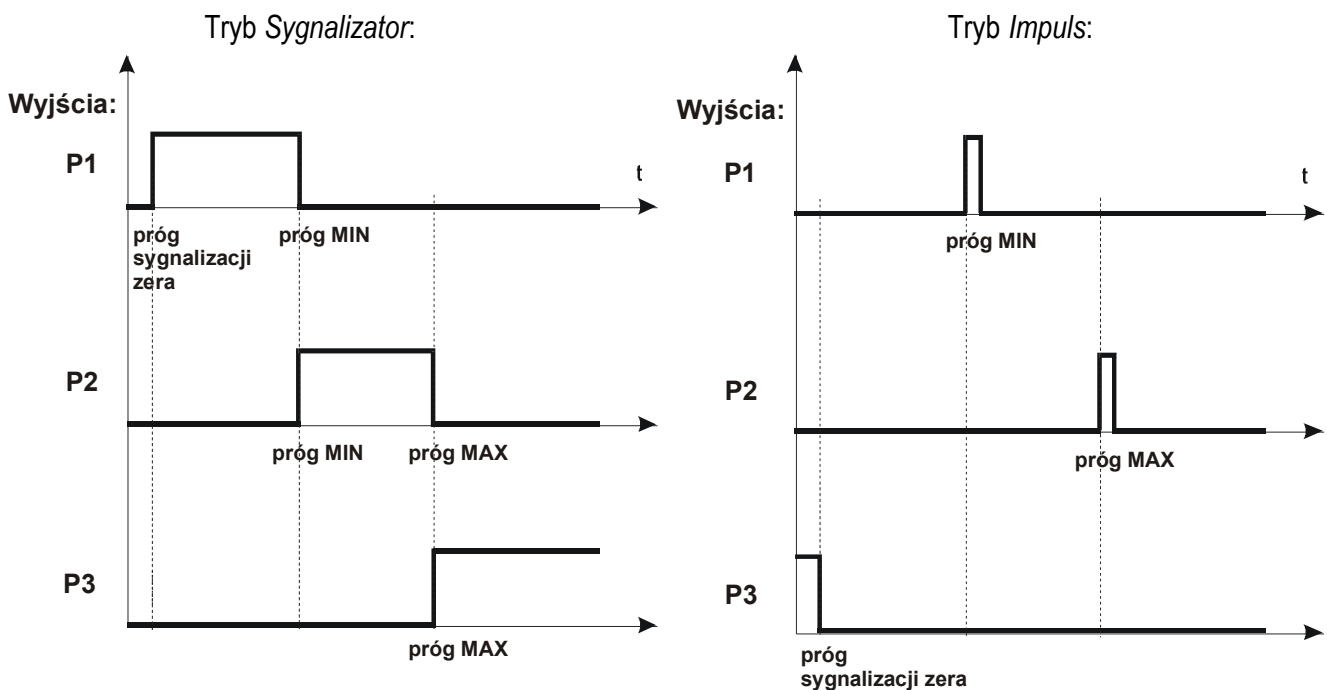 Tryb Sygnalizator:
Wyjścia:
P1
t
próg
sygnalizacji
zera
próg MIN
P2
próg MIN
próg MAX
P3
próg MAX
Tryb Impuls:
Wyjścia:
P1
t
próg MIN
P2
próg MAX
P3
próg
sygnalizacji zera